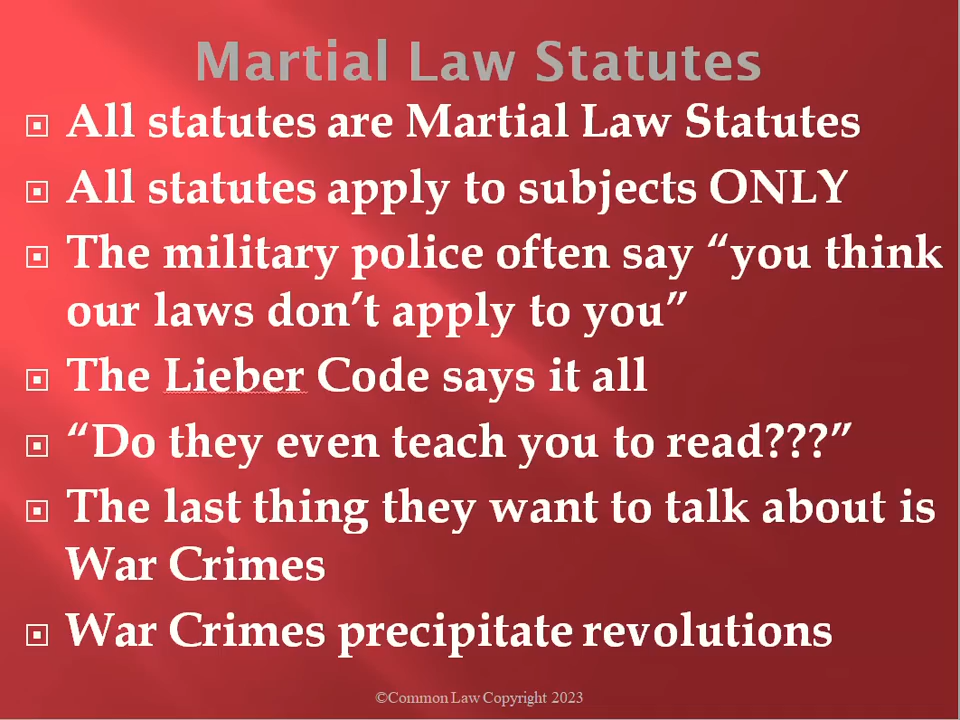 Martial Law Statutes
All statutes are Martial Law Statutes
All statutes apply to subjects ONLY
The military police often say “you think
our laws don’t apply to you”
The Lieber Code says it all
“Do they even teach you to read???”
The last thing they want to talk about is
War Crimes
War Crimes precipitate revolutions
©Common Law Copyright 2023